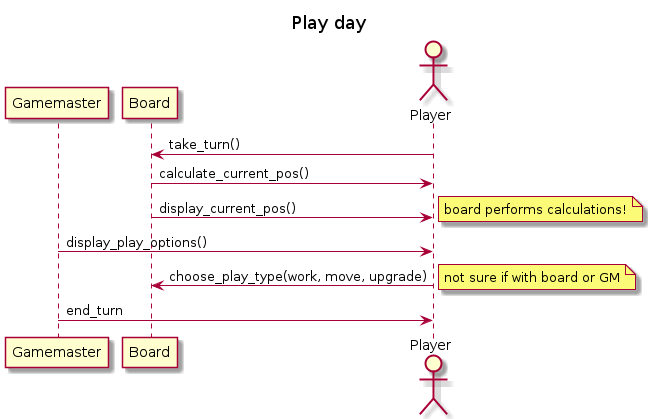 Play day
Gamemaster
Board
Player
take_turn()
calculate_current_pos()
display_current_pos()
board performs calculations!
display_play_options()
choose_play_type(work, move, upgrade)
not sure if with board or GM
end_turn
Gamemaster
Board
Player